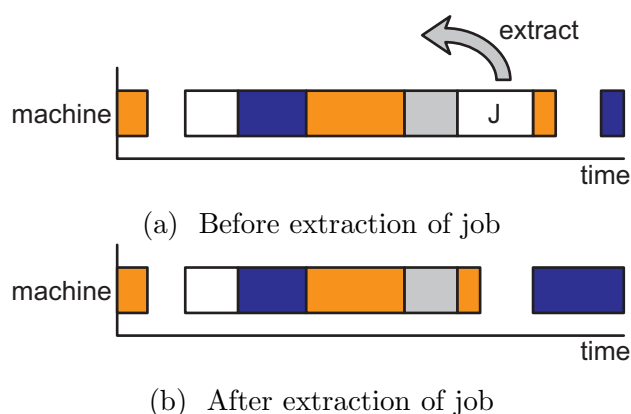 extract
machine
J
time
(a) Before extraction of job
machine
time
(b) After extraction of job